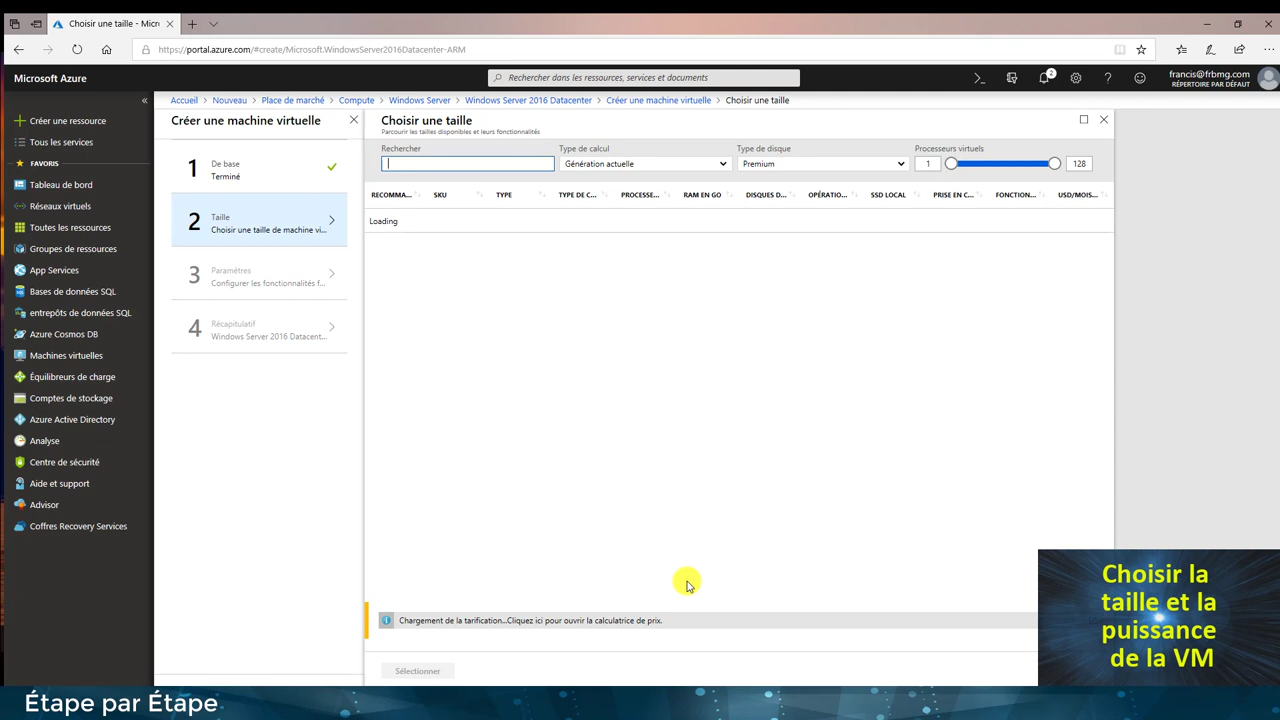 Choisir une taille - Micr
https://portal.azure.com/#create/Microsoft.WindowsServer2016Datacenter-ARM
Microsoft Azure
Rechercher dans les ressources, services et documents
2
francis@frbmg.com
RÉPERTOIRE PAR DÉFAUT
Accueil
Nouveau
Place de marché
Compute
Windows Server
Windows Server 2016 Datacenter
Créer une machine virtuelle
Choisir une taille
Créer une ressource
Tous les services
FAVORIS
Tableau de bord
Réseaux virtuels
Toutes les ressources
Groupes de ressources
App Services
Bases de données SQL
entrepôts de données SQL
Azure Cosmos DB
Machines virtuelles
Équilibreurs de charge
Comptes de stockage
Azure Active Directory
Analyse
Centre de sécurité
Aide et support
Advisor
Coffres Recovery Services
Créer une machine virtuelle
1
De base
Terminé
2
Taille
Choisir une taille de machine vi...
3
Paramètres
Configurer les fonctionnalités f...
4
Récapitulatif
Windows Server 2016 Datacent...
Choisir une taille
Parcourir les tailles disponibles et leurs fonctionnalités
Rechercher
Type de calcul
Génération actuelle
Type de disque
Premium
Processeurs virtuels
1
128
RECOMMA...
SKU
TYPE
TYPE DE C...
PROCESSE...
RAM EN GO
DISQUES D...
OPÉRATIO...
SSD LOCAL
PRISE EN C...
FONCTION...
USD/MOIS...
Loading
Chargement de la tarification...Cliquez ici pour ouvrir la calculatrice de prix.
Sélectionner
Choisir la
taille et la
puissance
de la VM
Étape par Étape